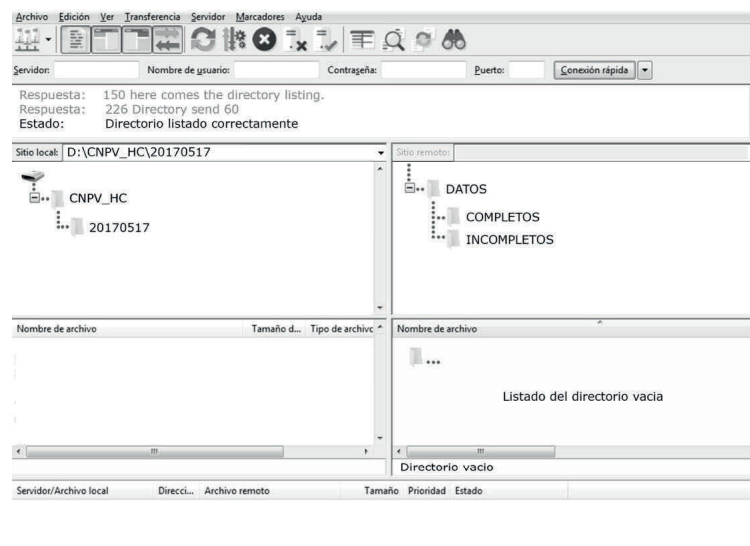 Archivo Edición Ver Transferencia Servidor Marcadores Ayuda
Servidor: Nombre de usuario: Contraseña: Puerto: Conexión rápida
Respuesta: 150 here comes the directory listing.
Respuesta: 226 Directory send 60
Estado: Directorio listado correctamente
Sitio local: D:\CNPV_HC\20170517 Sitio remoto:
CNPV_HC
20170517
DATOS
COMPLETOS
INCOMPLETOS
Nombre de archivo Tamaño d... Tipo de archivo Nombre de archivo
...
Listado del directorio vacia
Directorio vacio
Servidor/Archivo local Direcci... Archivo remoto Tamaño Prioridad Estado